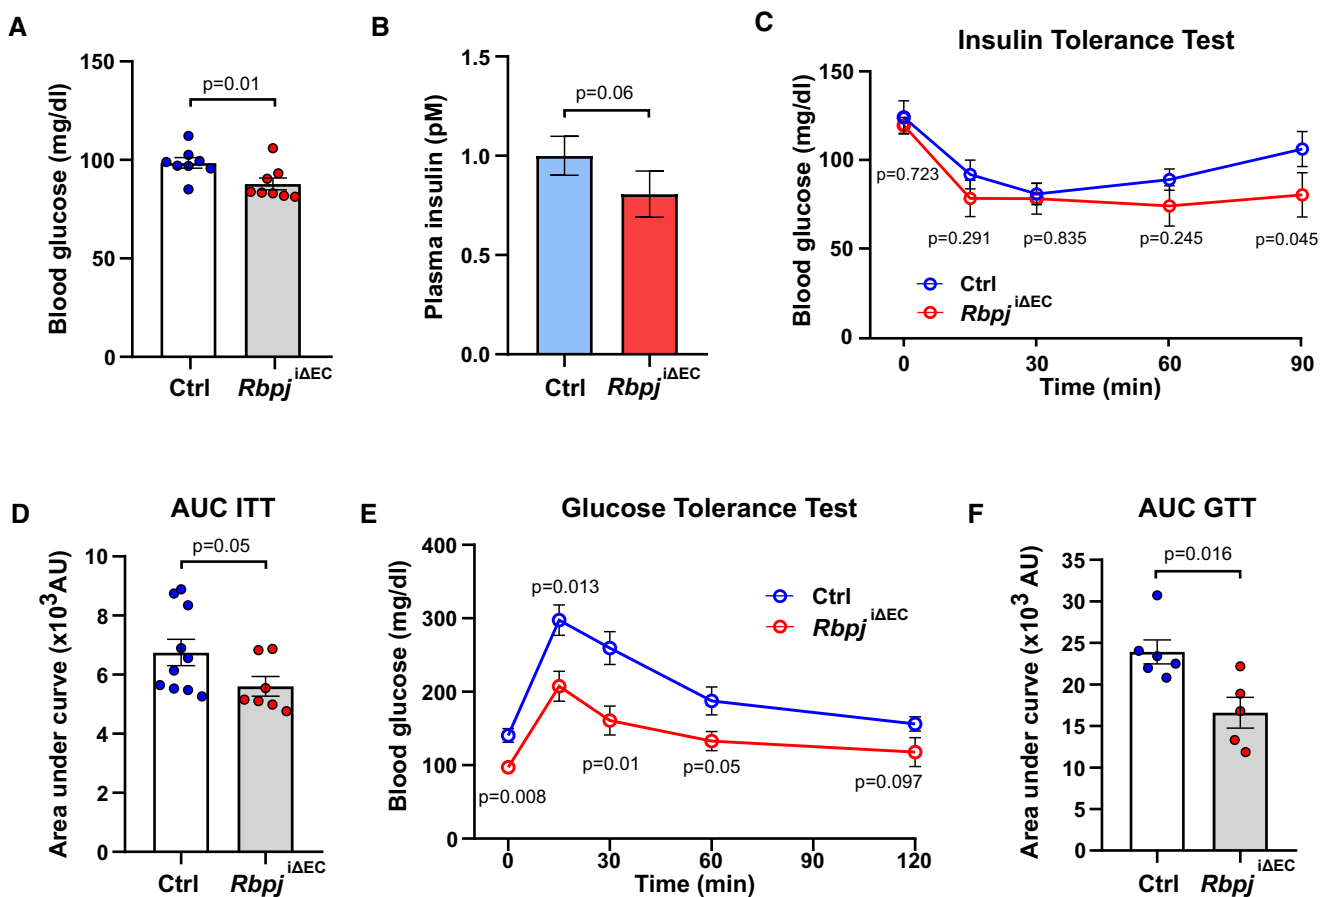 A
Blood glucose (mg/dl)
150
100
50
0
p=0.01
Ctrl
Rbpj iΔEC
B
Plasma insulin (pM)
1.5
1.0
0.5
0.0
p=0.06
Ctrl
Rbpj iΔEC
C
Insulin Tolerance Test
Blood glucose (mg/dl)
150
100
50
0
p=0.723
p=0.291
p=0.835
p=0.245
p=0.045
Ctrl
Rbpj iΔEC
0 30 60 90
Time (min)
D
AUC ITT
Area under curve (x10³AU)
10
8
6
4
2
0
p=0.05
Ctrl
Rbpj iΔEC
E
Glucose Tolerance Test
Blood glucose (mg/dl)
400
300
200
100
0
p=0.013
p=0.008
p=0.01
p=0.05
p=0.097
Ctrl
Rbpj iΔEC
0 30 60 90 120
Time (min)
F
AUC GTT
Area under curve (x10³ AU)
35
30
25
20
15
10
5
0
p=0.016
Ctrl
Rbpj iΔEC